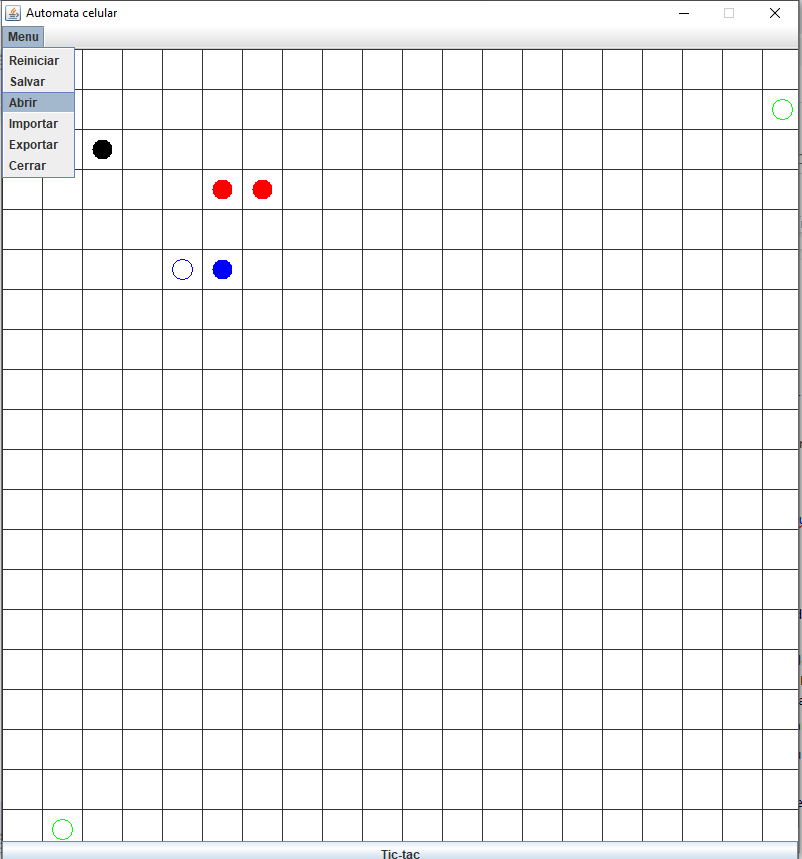 Automata celular
Menu
Reiniciar
Salvar
Abrir
Importar
Exportar
Cerrar
Tic-tac